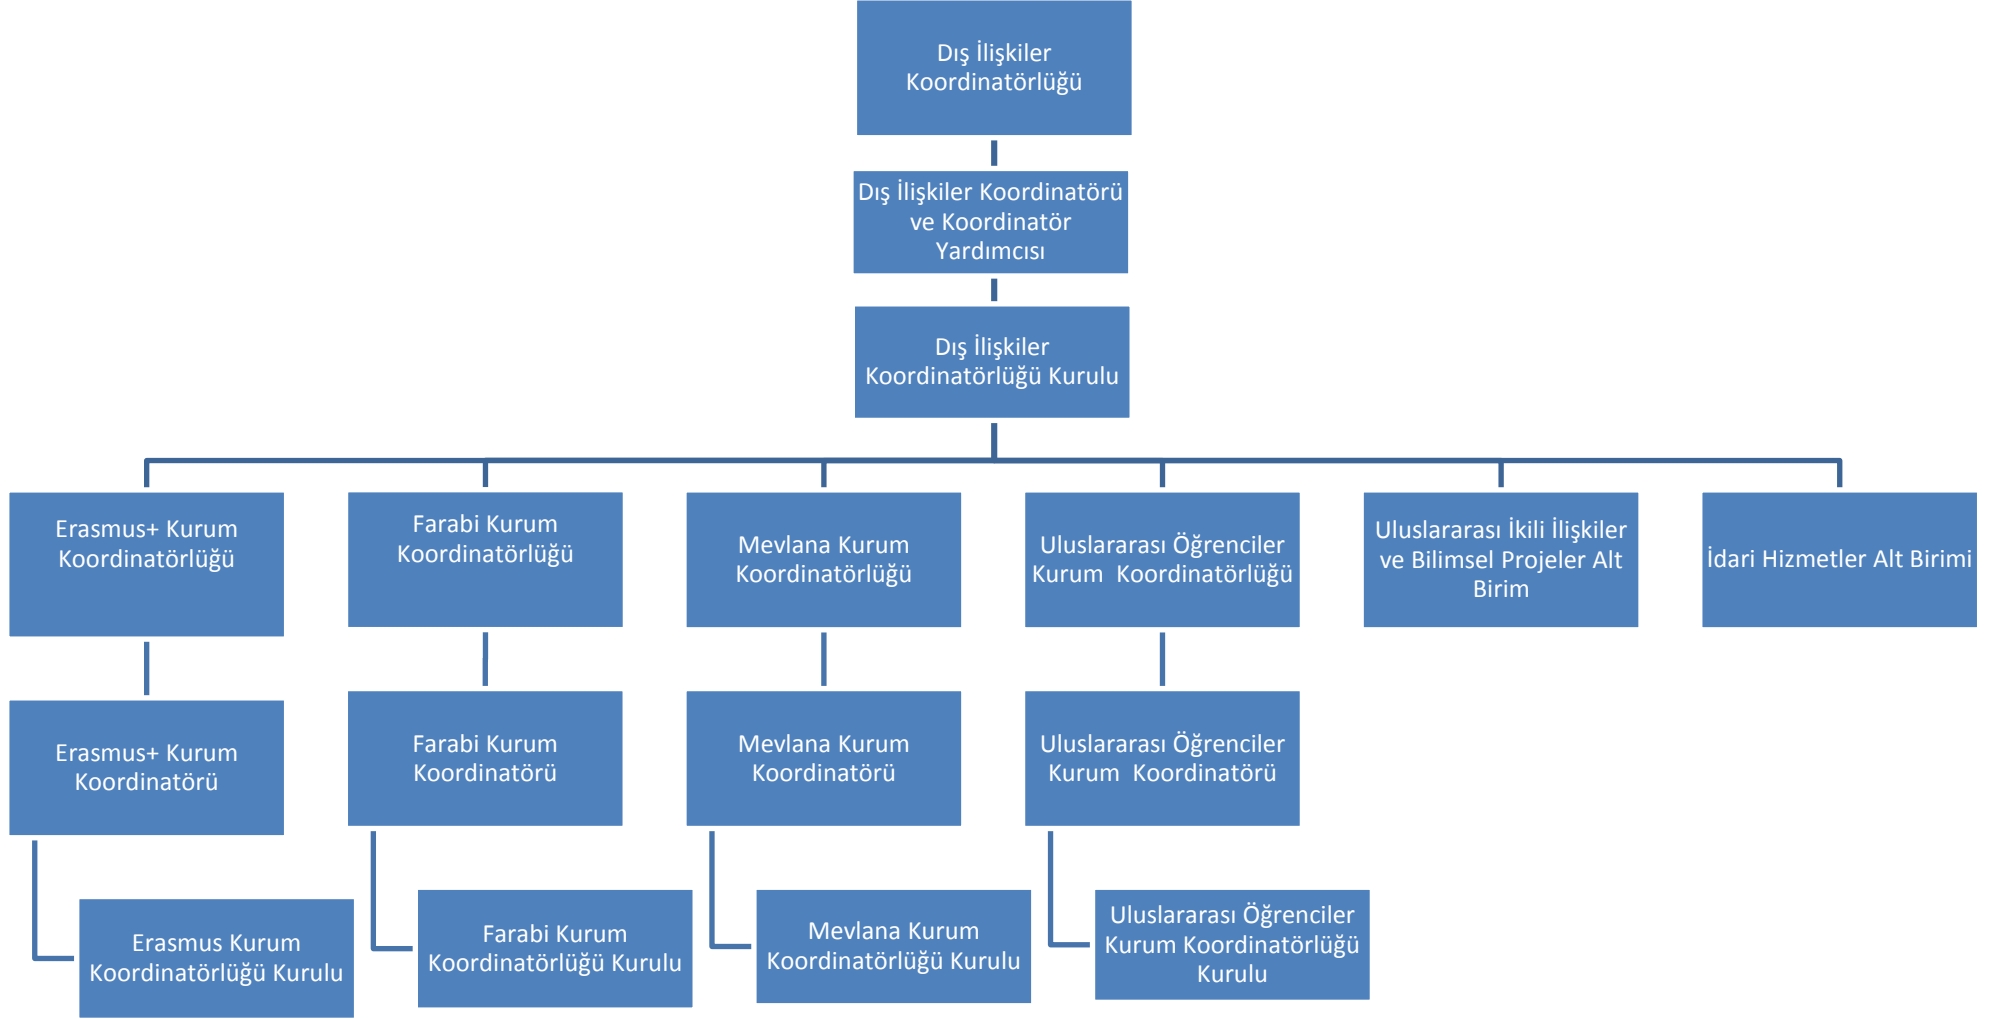 Dış İlişkiler
Koordinatörlüğü
Dış İlişkiler Koordinatörü
ve Koordinatör
Yardımcısı
Dış İlişkiler
Koordinatörlüğü Kurulu
Erasmus+ Kurum
Koordinatörlüğü
Farabi Kurum
Koordinatörlüğü
Mevlana Kurum
Koordinatörlüğü
Uluslararası Öğrenciler
Kurum  Koordinatörlüğü
Uluslararası İkili İlişkiler
ve Bilimsel Projeler Alt
Birim
İdari Hizmetler Alt Birimi
Erasmus+ Kurum
Koordinatörü
Farabi Kurum
Koordinatörü
Mevlana Kurum
Koordinatörü
Uluslararası Öğrenciler
Kurum  Koordinatörü
Erasmus Kurum
Koordinatörlüğü Kurulu
Farabi Kurum
Koordinatörlüğü Kurulu
Mevlana Kurum
Koordinatörlüğü Kurulu
Uluslararası Öğrenciler
Kurum Koordinatörlüğü
Kurulu